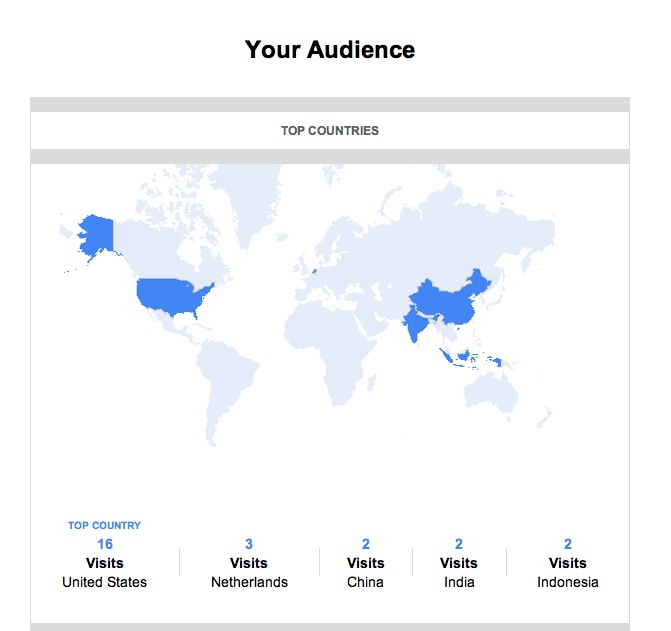 Your Audience
TOP COUNTRIES
TOP COUNTRY
16 3 2 2 2
Visits Visits Visits Visits Visits
United States Netherlands China India Indonesia